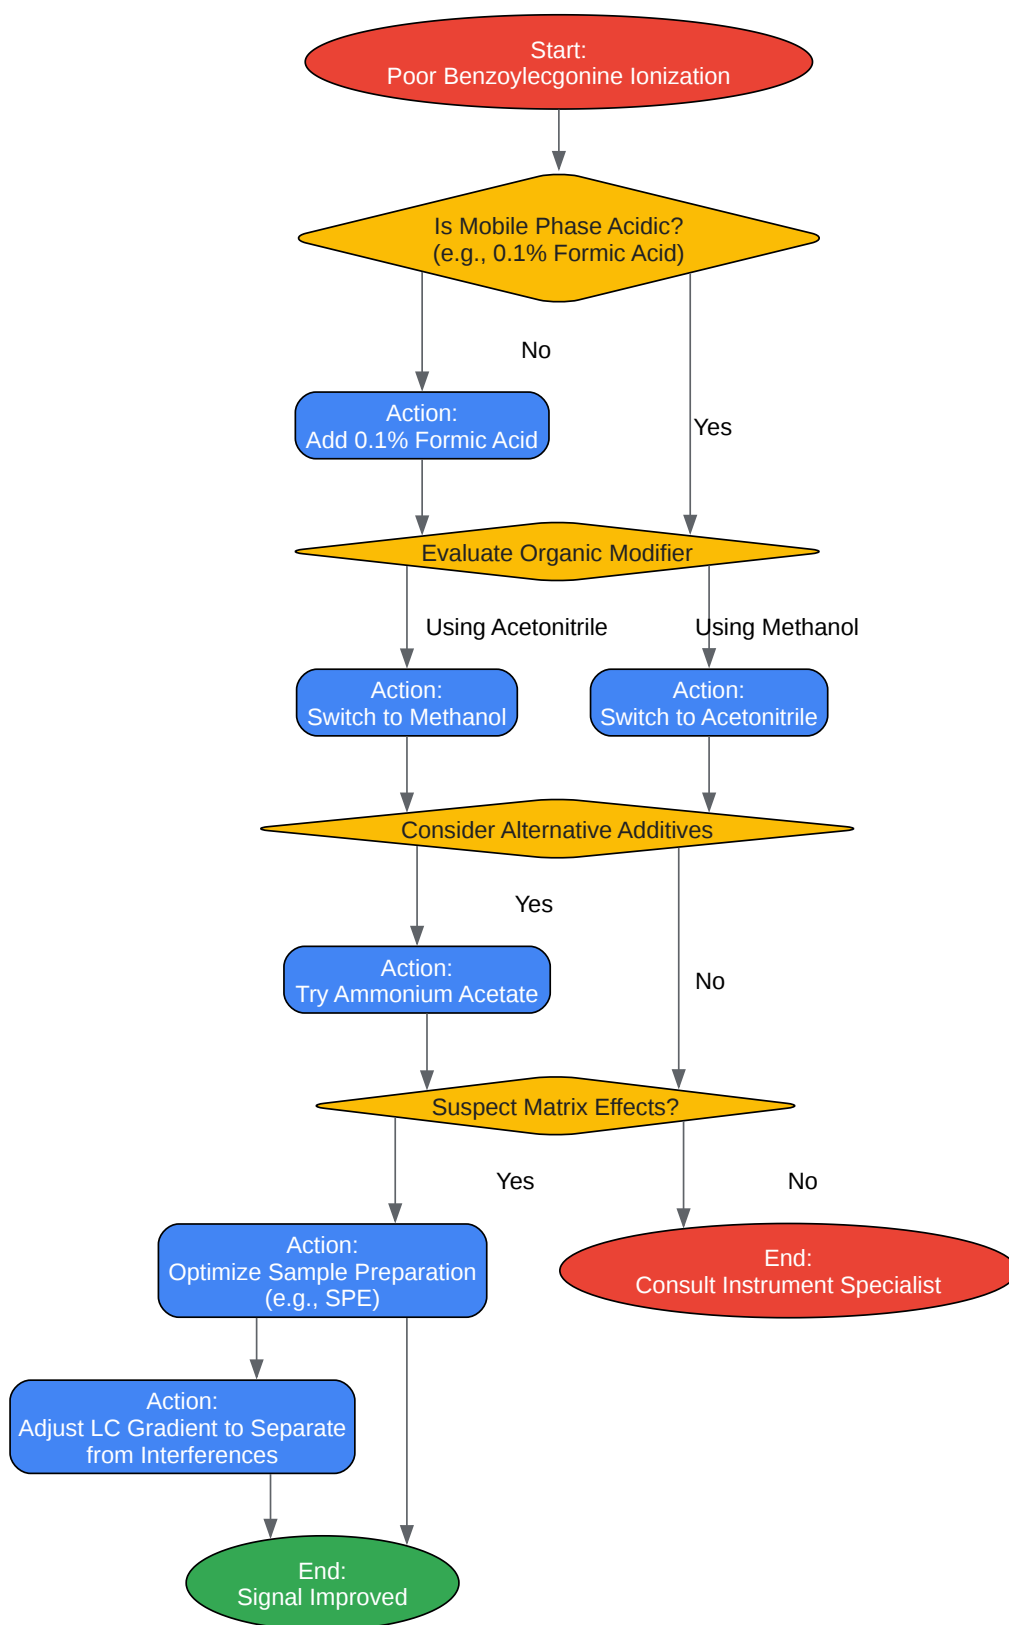 Start:
Poor Benzoylecgonine Ionization
Is Mobile Phase Acidic?
(e.g., 0.1% Formic Acid)
No
Action:
Add 0.1% Formic Acid
Yes
Evaluate Organic Modifier
Using Acetonitrile
Using Methanol
Action:
Switch to Methanol
Action:
Switch to Acetonitrile
Consider Alternative Additives
Yes
Action:
Try Ammonium Acetate
No
Suspect Matrix Effects?
Yes
No
Action:
Optimize Sample Preparation
(e.g., SPE)
End:
Consult Instrument Specialist
Action:
Adjust LC Gradient to Separate
from Interferences
End:
Signal Improved